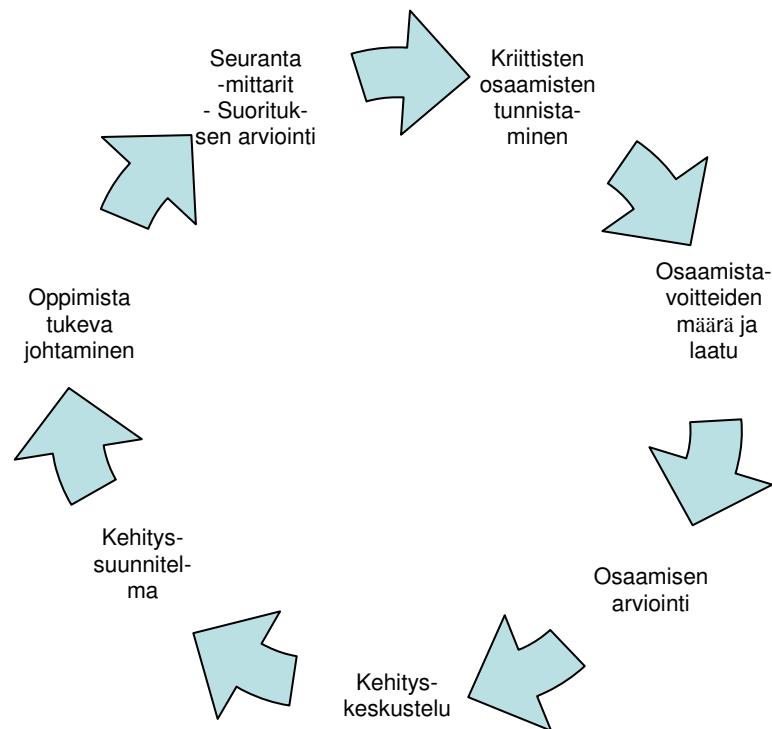 Seuranta
-mittarit
- Suorituk-
sen arviointi
Kriittisten
osaamisten
tunnista-
minen
Osaamista-
voitteiden
määrä ja
laatu
Osaamisen
arviointi
Kehitys-
keskustelu
Kehitys-
suunnitel-
ma
Oppimista
tukeva
johtaminen